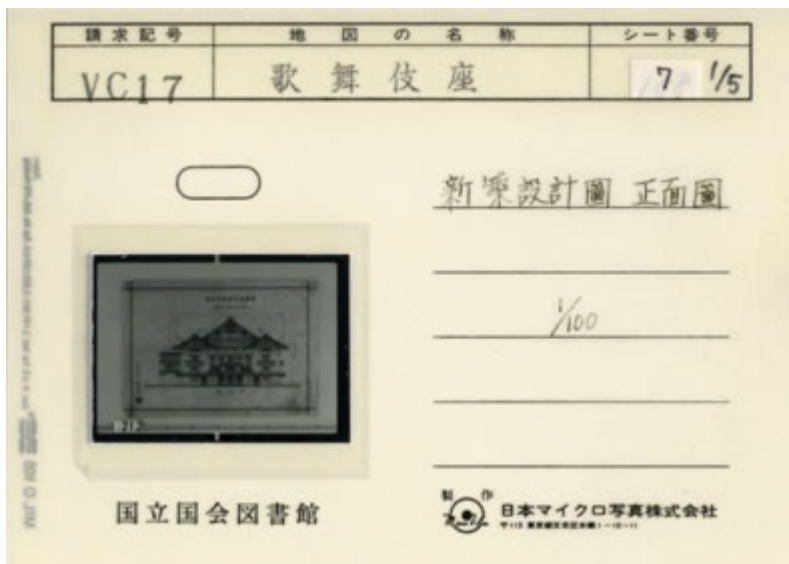 請求記号 地図の名称 シート番号
VC17 歌舞伎座 7 1/5
新築設計圖 正面圖
1/100
国立国会図書館
製作
日本マイクロ写真株式会社